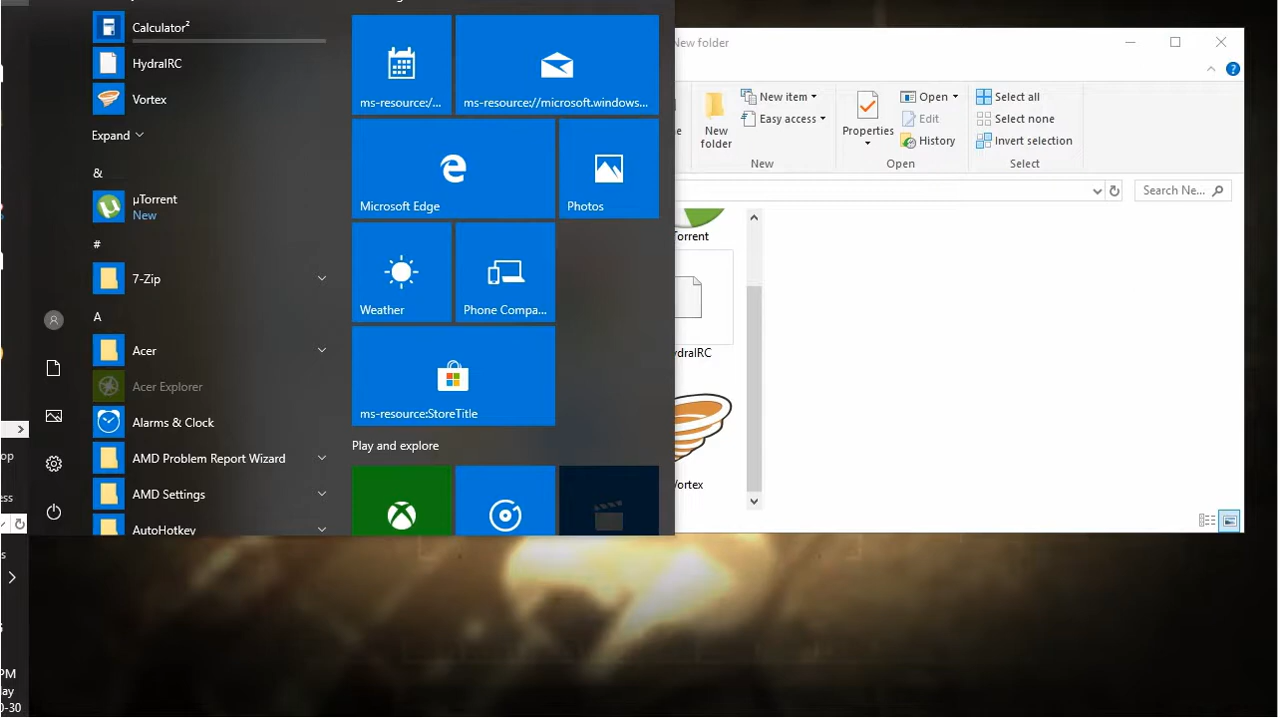 Calculator²
HydraIRC
Vortex
Expand
&
µTorrent
New
#
7-Zip
A
Acer
Acer Explorer
Alarms & Clock
AMD Problem Report Wizard
AMD Settings
AutoHotkey
ms-resource:/...
ms-resource://microsoft.windows...
Microsoft Edge
Photos
Weather
Phone Compa...
ms-resource:StoreTitle
Play and explore
New folder
New
folder
New item
Easy access
New
Properties
Open
Edit
History
Open
Select all
Select none
Invert selection
Select
Search Ne...
Torrent
ydraIRC
Vortex
PM
0-30